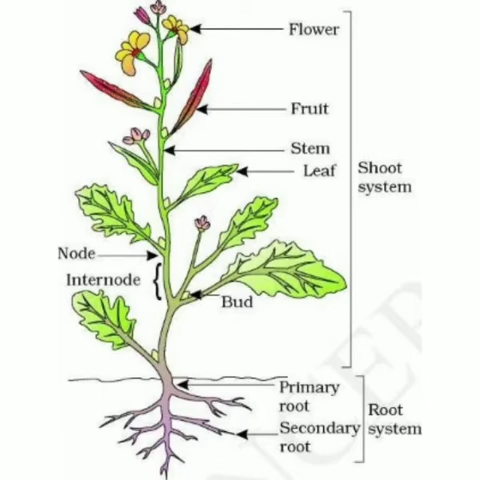 Flower
Fruit
Stem
Leaf
Shoot
system
Node
Internode
Bud
Primary
root
Secondary
root
Root
system